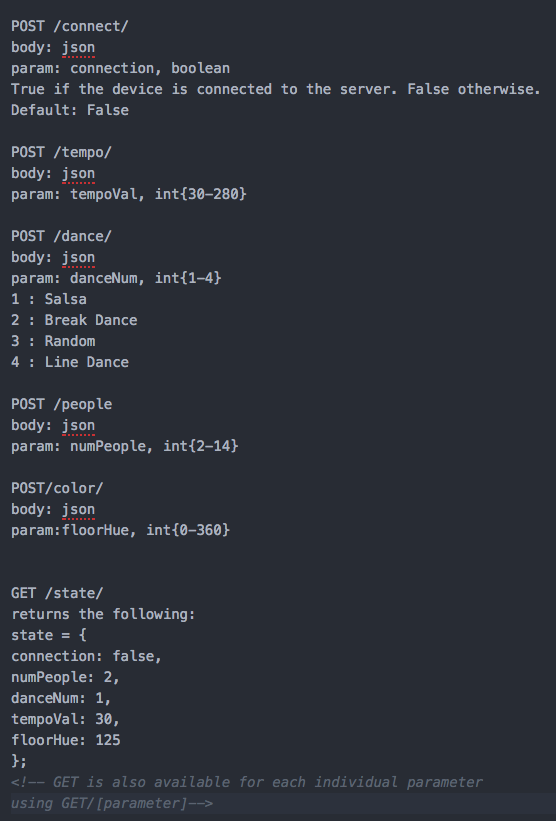 POST /connect/
body: json
param: connection, boolean
True if the device is connected to the server. False otherwise.
Default: False
POST /tempo/
body: json
param: tempoVal, int{30-280}
POST /dance/
body: json
param: danceNum, int{1-4}
1 : Salsa
2 : Break Dance
3 : Random
4 : Line Dance
POST /people
body: json
param: numPeople, int{2-14}
POST/color/
body: json
param:floorHue, int{0-360}
GET /state/
returns the following:
state = {
connection: false,
numPeople: 2,
danceNum: 1,
tempoVal: 30,
floorHue: 125
};
<!-- GET is also available for each individual parameter
using GET/[parameter]-->